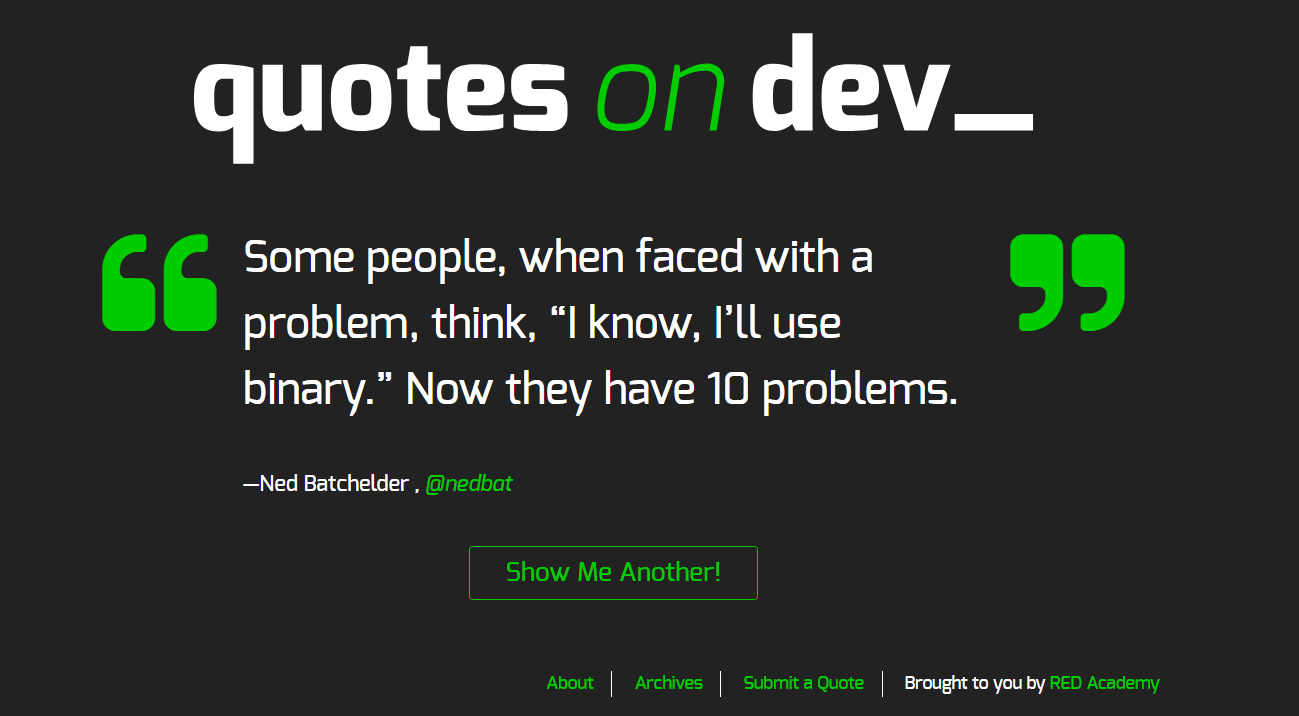 quotes on dev_
Some people, when faced with a
problem, think, “I know, I’ll use
binary.” Now they have 10 problems.
—Ned Batchelder , @nedbat
Show Me Another!
About | Archives | Submit a Quote | Brought to you by RED Academy